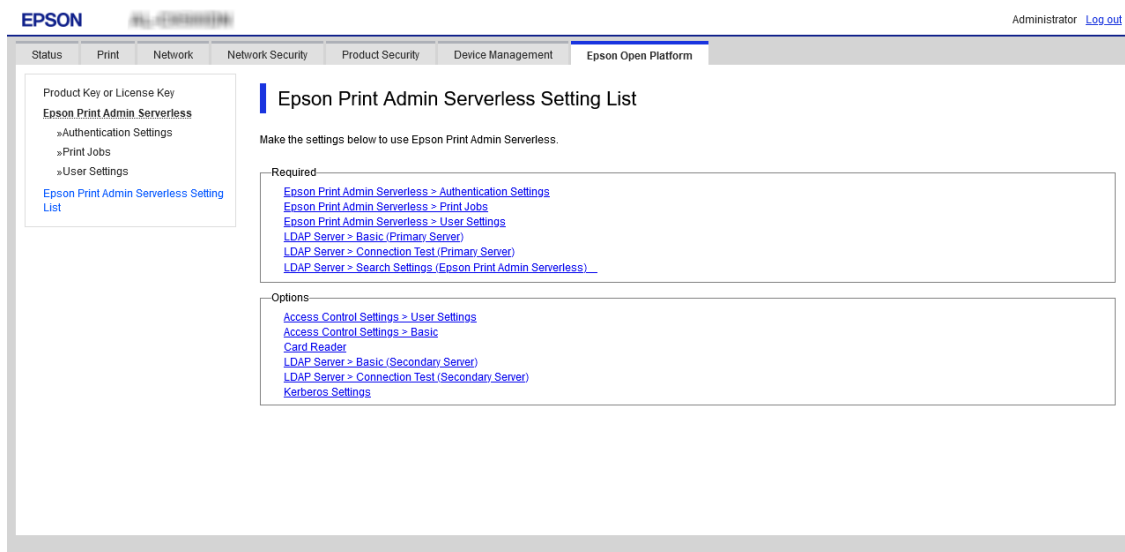 EPSON
Administrator Log out
Status Print Network Network Security Product Security Device Management Epson Open Platform
Product Key or License Key
Epson Print Admin Serverless
»Authentication Settings
»Print Jobs
»User Settings
Epson Print Admin Serverless Setting
List
Epson Print Admin Serverless Setting List
Make the settings below to use Epson Print Admin Serverless.
Required
Epson Print Admin Serverless > Authentication Settings
Epson Print Admin Serverless > Print Jobs
Epson Print Admin Serverless > User Settings
LDAP Server > Basic (Primary Server)
LDAP Server > Connection Test (Primary Server)
LDAP Server > Search Settings (Epson Print Admin Serverless)
Options
Access Control Settings > User Settings
Access Control Settings > Basic
Card Reader
LDAP Server > Basic (Secondary Server)
LDAP Server > Connection Test (Secondary Server)
Kerberos Settings